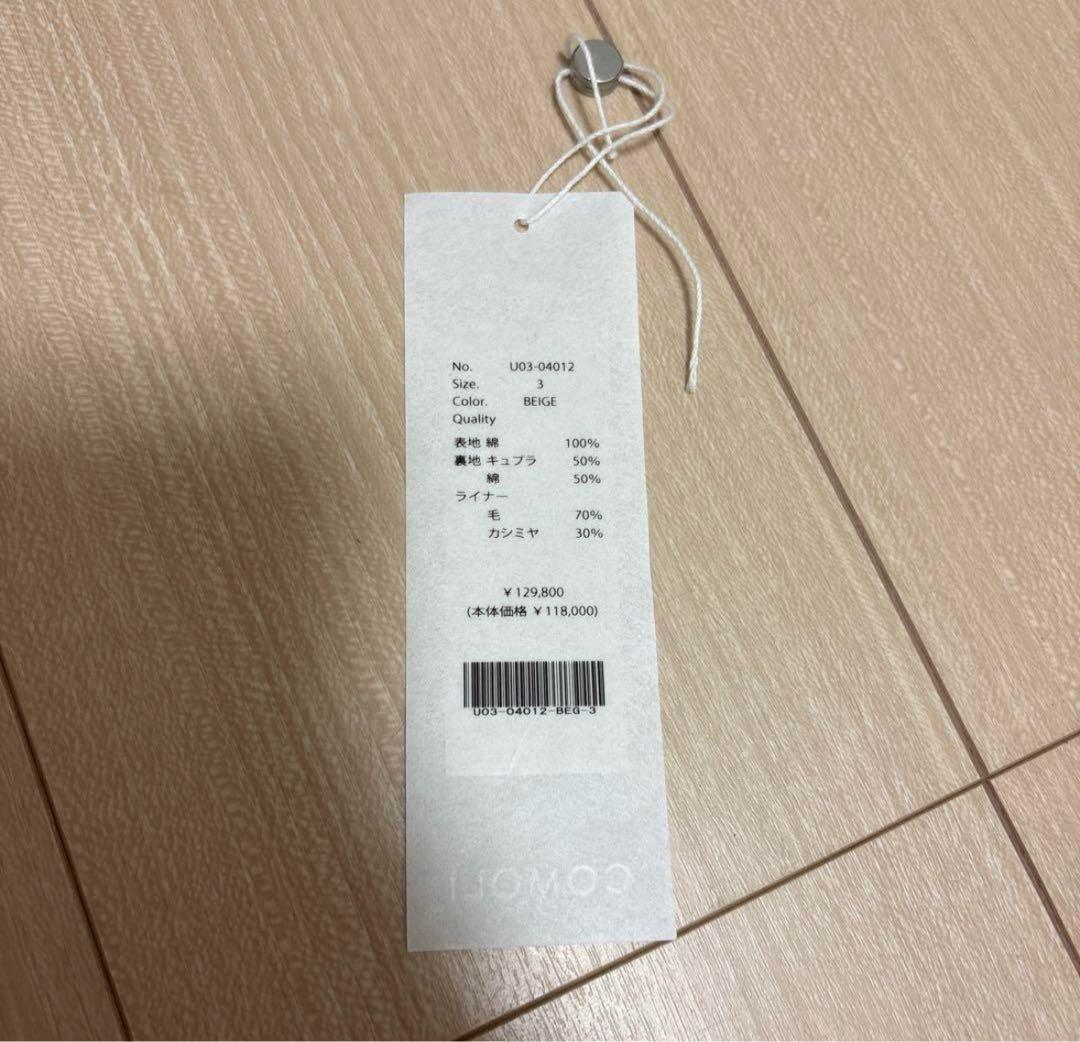 No. U03-04012
Size. 3
Color. BEIGE
Quality
表地 綿 100%
裏地 キュプラ 50%
綿 50%
ライナー
毛 70%
カシミヤ 30%
¥129,800
(本体価格 ¥118,000)
U03-04012-BEG-3
COMOLI